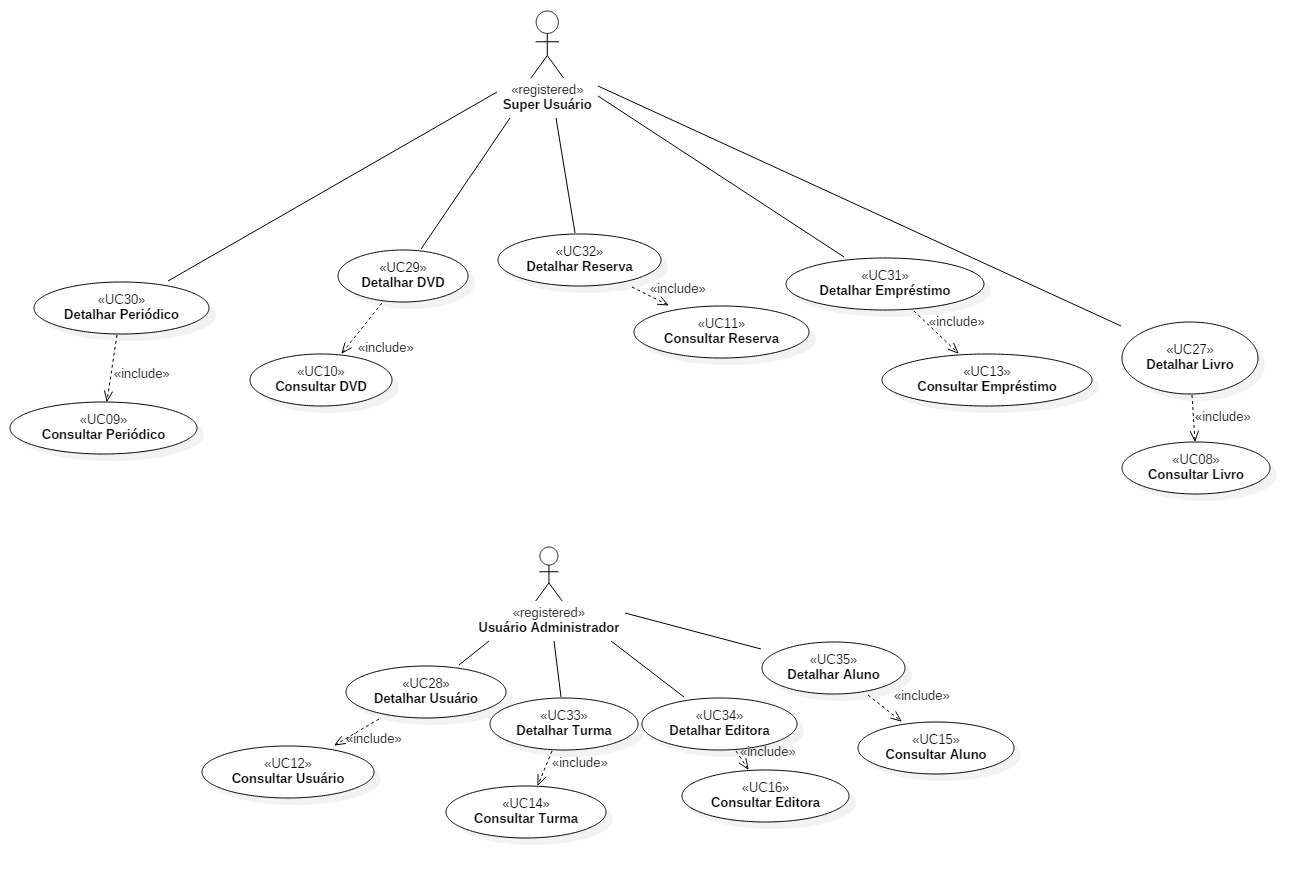 «registered»
Super Usuário
«UC32»
Detalhar Reserva
«UC29»
Detalhar DVD
«UC31»
Detalhar Empréstimo
«UC30»
Detalhar Periódico
«include»
«include»
«UC11»
Consultar Reserva
«include»
«UC27»
Detalhar Livro
«include»
«UC10»
Consultar DVD
«UC13»
Consultar Empréstimo
«include»
«UC09»
Consultar Periódico
«include»
«UC08»
Consultar Livro
«registered»
Usuário Administrador
«UC35»
Detalhar Aluno
«UC28»
Detalhar Usuário
«include»
«UC33»
Detalhar Turma
«UC34»
Detalhar Editora
«include»
«UC15»
Consultar Aluno
«include»
«include»
«UC12»
Consultar Usuário
«UC16»
Consultar Editora
«UC14»
Consultar Turma